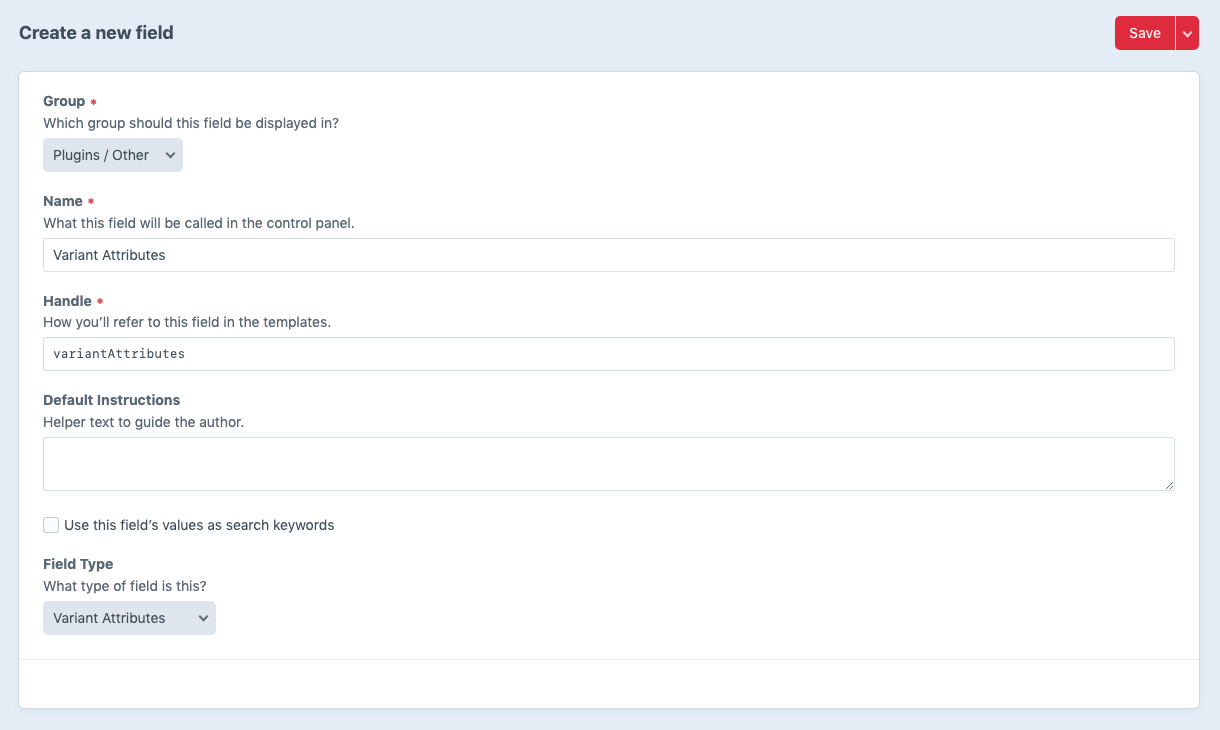 Create a new field
Save
Group *
Which group should this field be displayed in?
Plugins / Other
Name *
What this field will be called in the control panel.
Variant Attributes
Handle *
How you’ll refer to this field in the templates.
variantAttributes
Default Instructions
Helper text to guide the author.
Use this field’s values as search keywords
Field Type
What type of field is this?
Variant Attributes